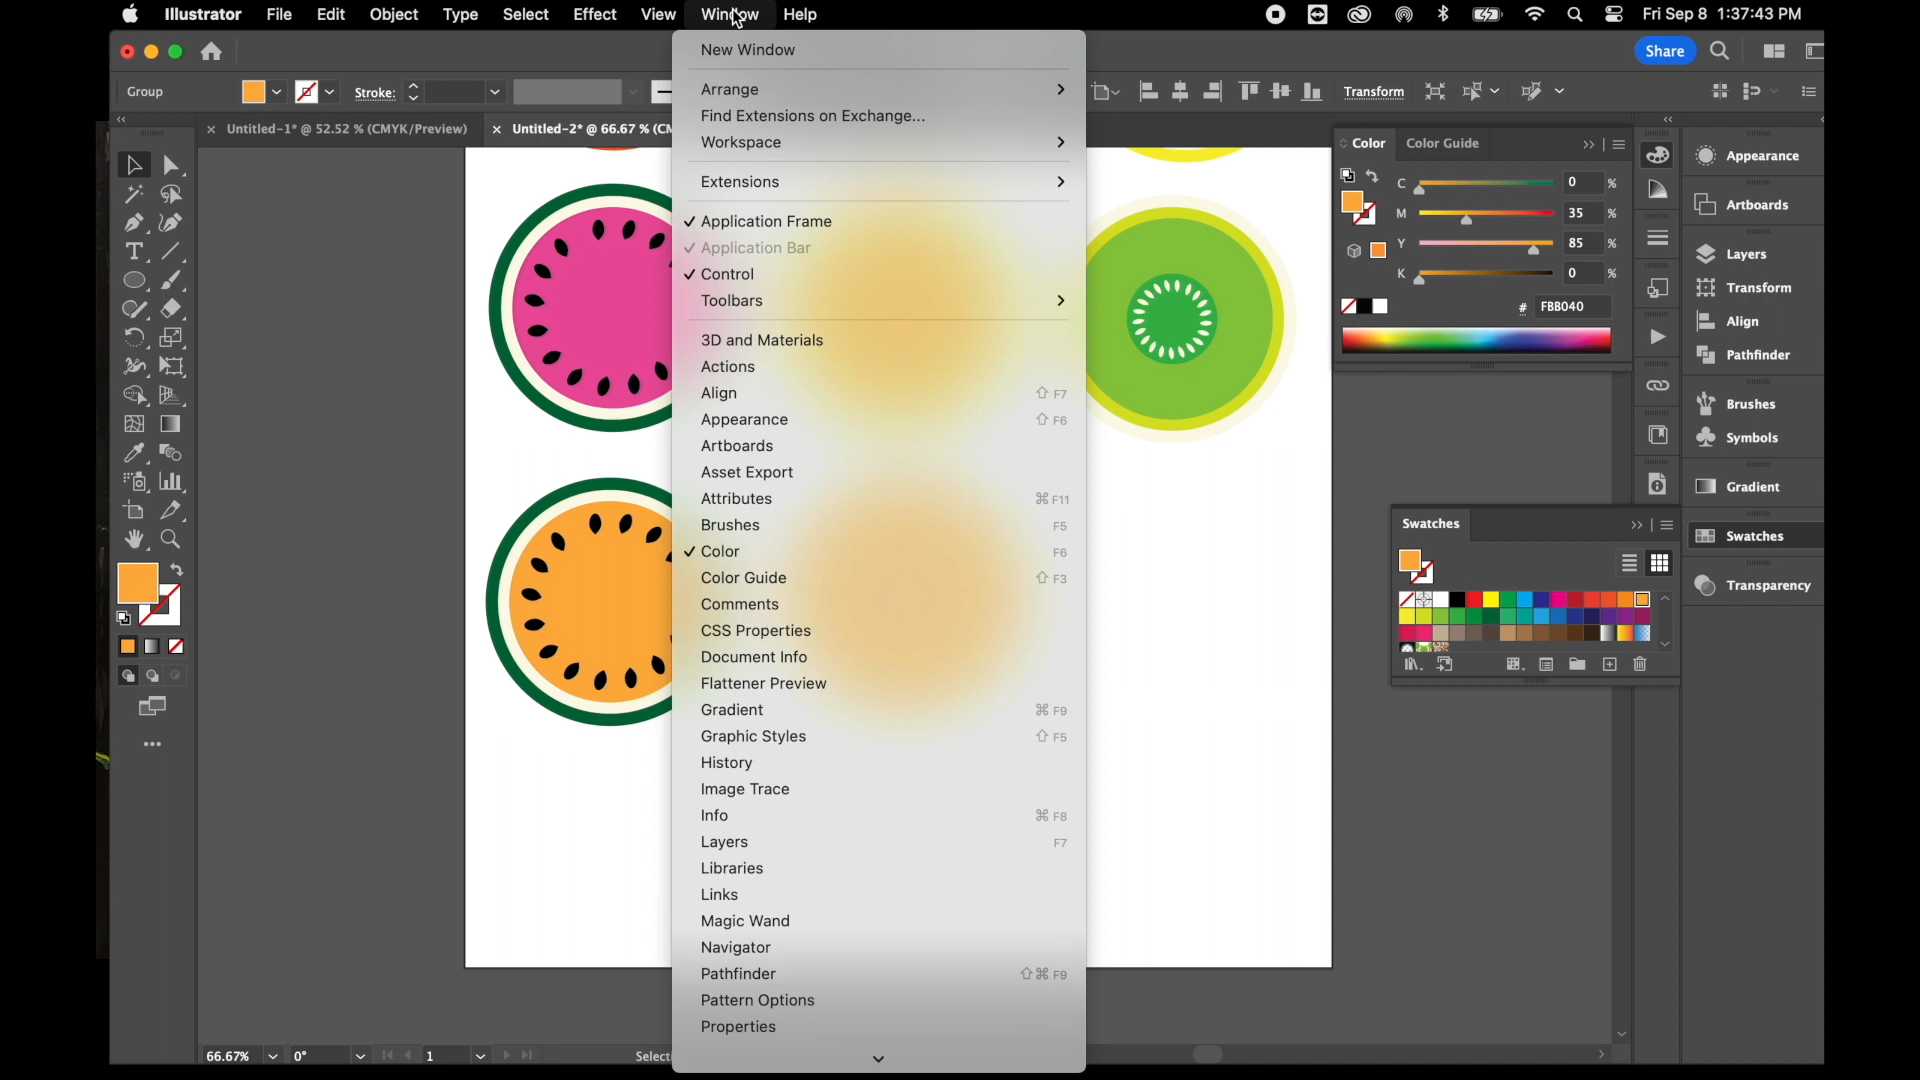 Illustrator File Edit Object Type Select Effect View Window Help
Fri Sep 8 1:37:43 PM
Share
Group
Stroke:
Transform
Untitled-1* @ 52.52 % (CMYK/Preview)
Untitled-2* @ 66.67 % (CM
New Window
Arrange
Find Extensions on Exchange...
Workspace
Extensions
Application Frame
Application Bar
Control
Toolbars
3D and Materials
Actions
Align ⇧ F7
Appearance ⇧ F6
Artboards
Asset Export
Attributes ⌘ F11
Brushes F5
Color F6
Color Guide ⇧ F3
Comments
CSS Properties
Document Info
Flattener Preview
Gradient ⌘ F9
Graphic Styles ⇧ F5
History
Image Trace
Info ⌘ F8
Layers F7
Libraries
Links
Magic Wand
Navigator
Pathfinder ⇧⌘ F9
Pattern Options
Properties
Color
Color Guide
C 0 %
M 35 %
Y 85 %
K 0 %
# FBB040
Swatches
Appearance
Artboards
Layers
Transform
Align
Pathfinder
Brushes
Symbols
Gradient
Swatches
Transparency
66.67% 0° 1 Selecti